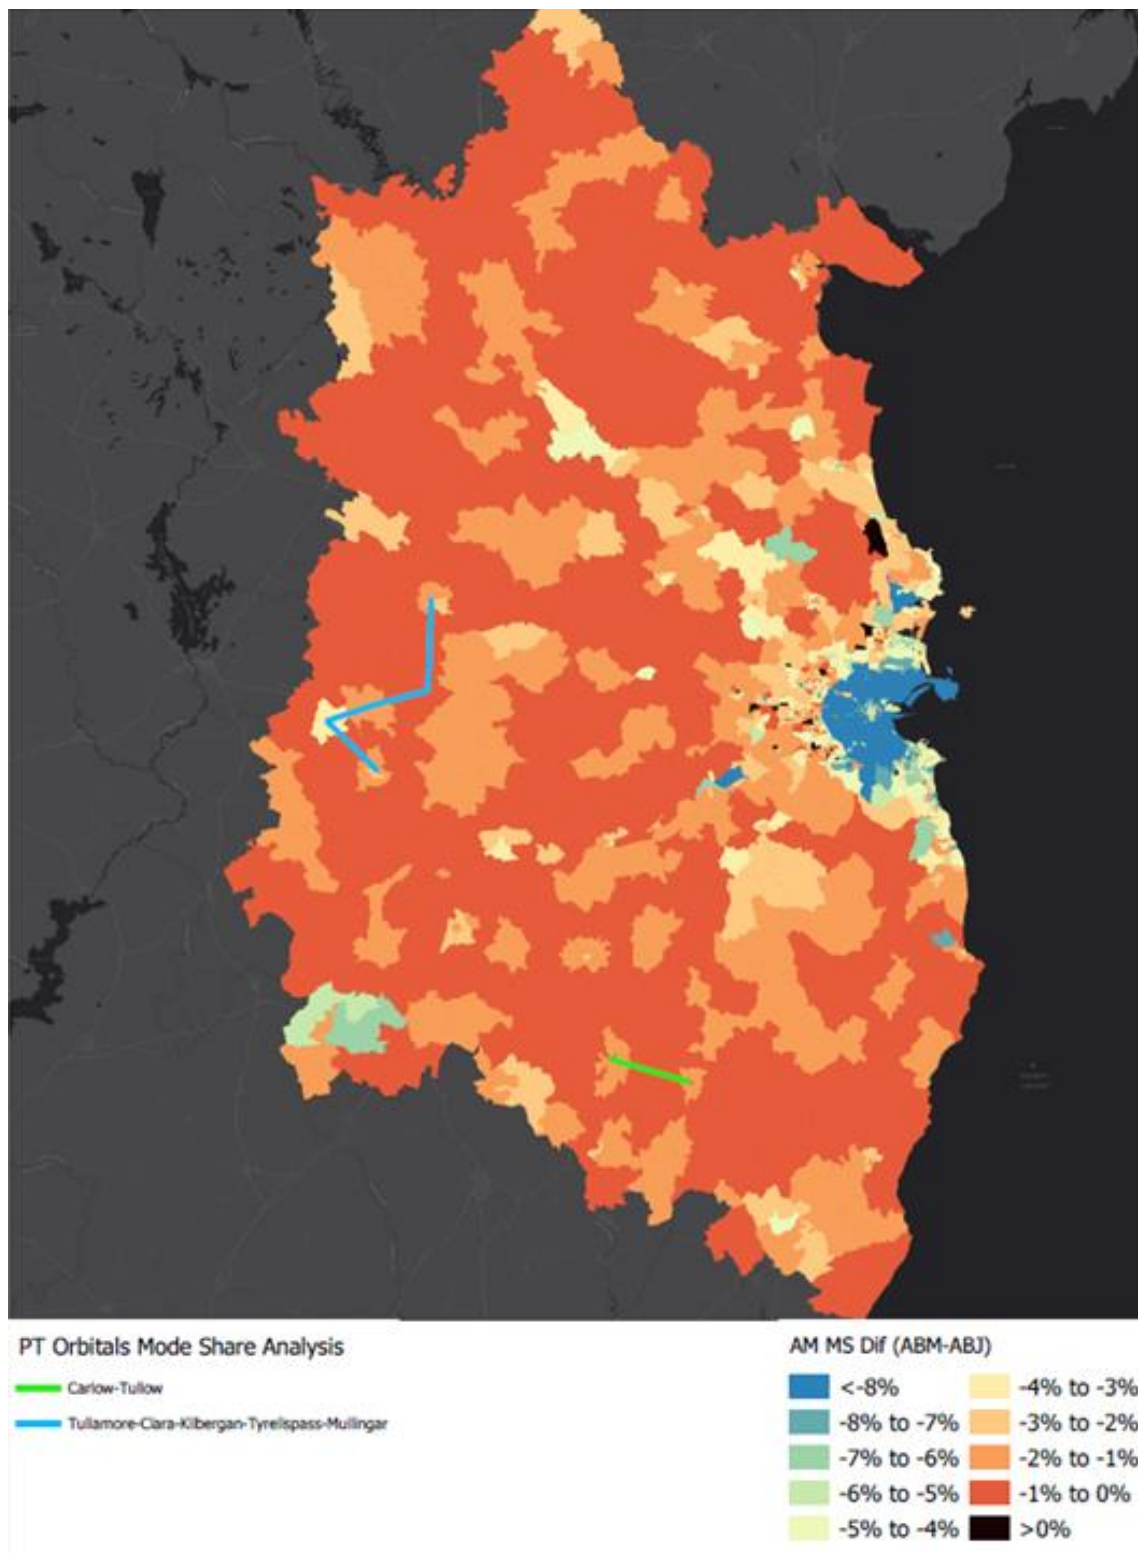 PT Orbitals Mode Share Analysis
Carlow-Tullow
Tullamore-Clara-Kilbergan-Tyrellspass-Mullingar
AM MS Dif (ABM-ABJ)
<-8%
-8% to -7%
-7% to -6%
-6% to -5%
-5% to -4%
-4% to -3%
-3% to -2%
-2% to -1%
-1% to 0%
>0%